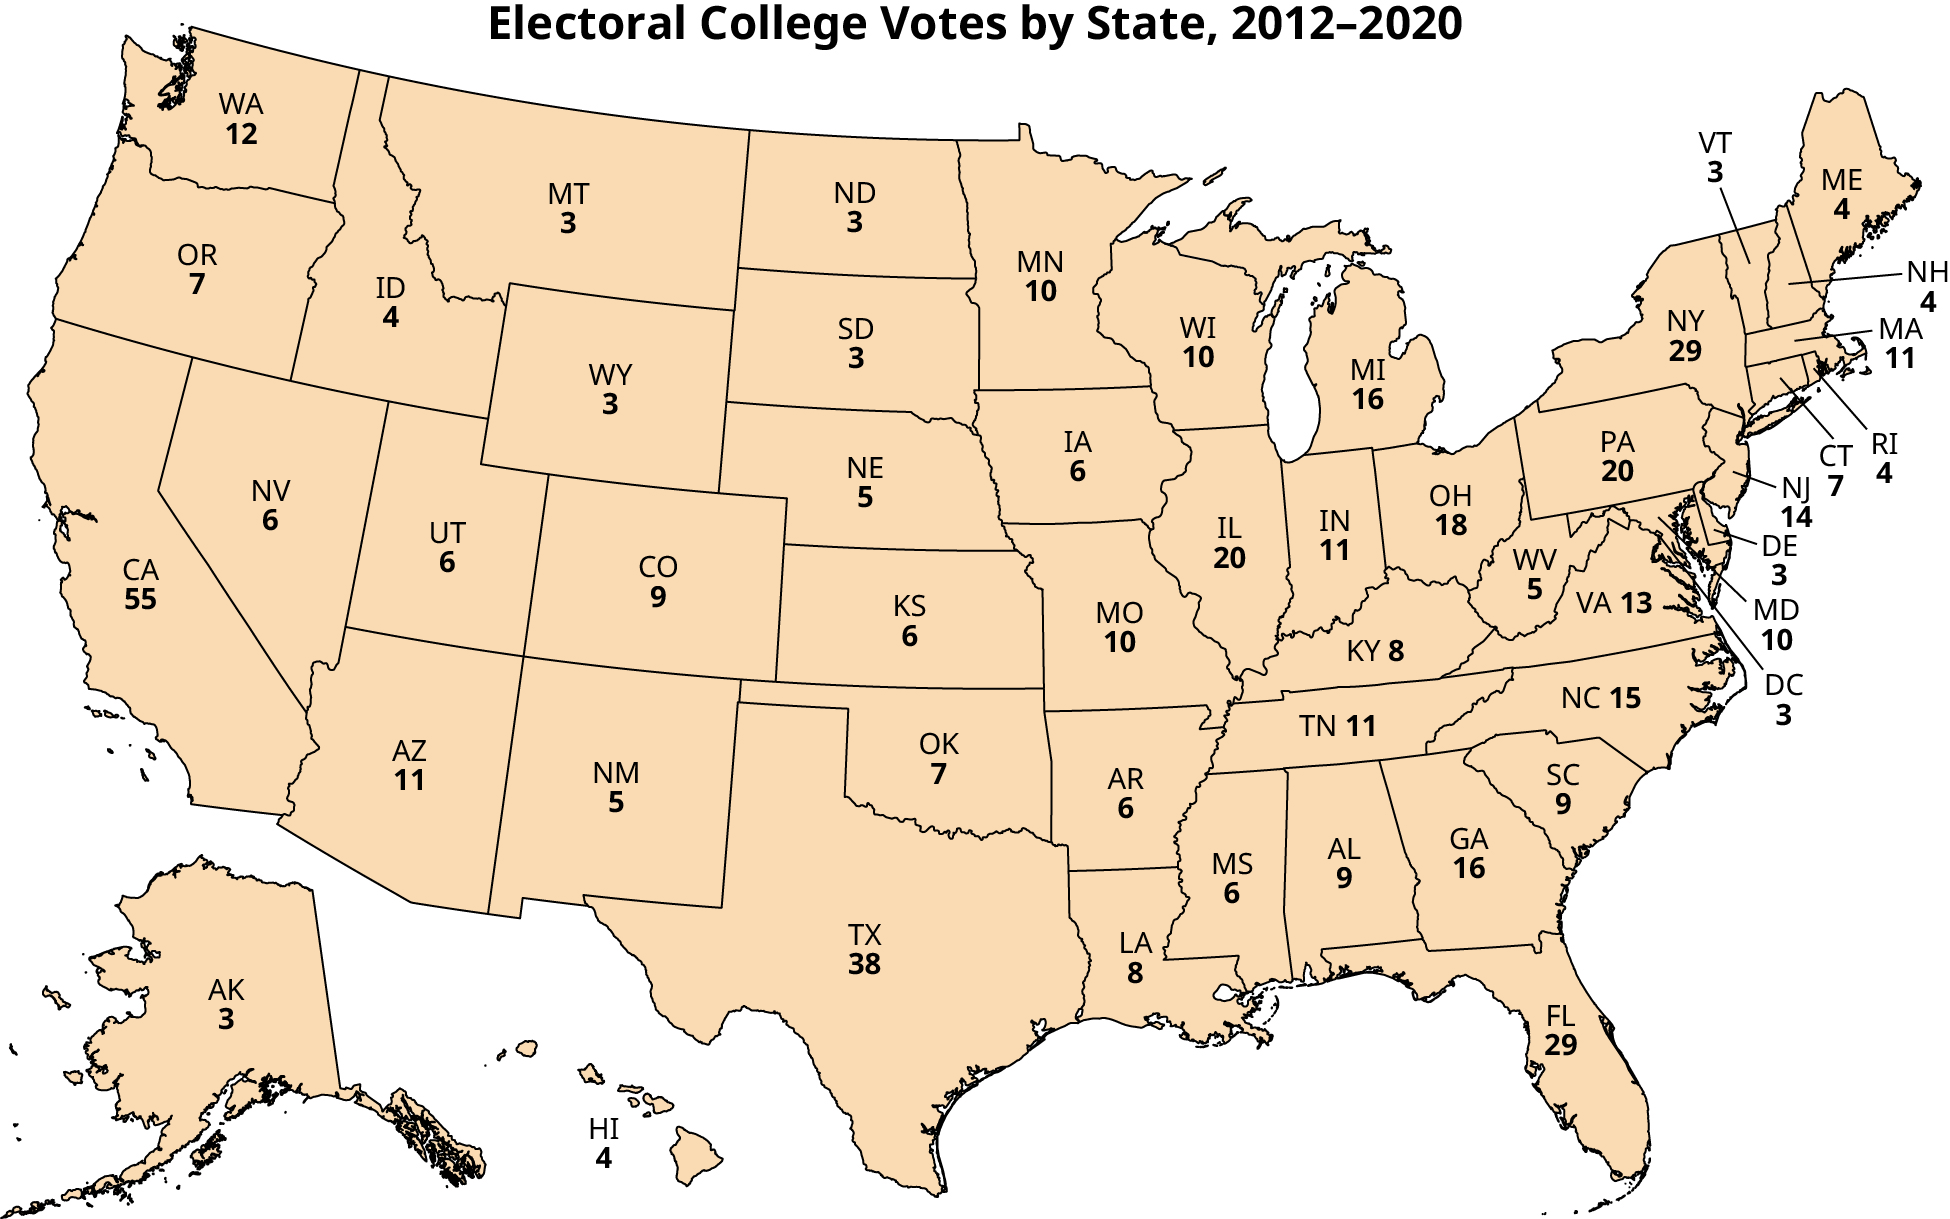 Electoral College Votes by State, 2012–2020
WA
12
OR
7
CA
55
NV
6
ID
4
MT
3
WY
3
UT
6
CO
9
AZ
11
NM
5
ND
3
SD
3
NE
5
KS
6
OK
7
TX
38
MN
10
IA
6
MO
10
AR
6
LA
8
WI
10
IL
20
MI
16
IN
11
OH
18
KY 8
TN 11
MS
6
AL
9
GA
16
FL
29
SC
9
NC 15
VA 13
WV
5
PA
20
NY
29
VT
3
ME
4
NH
4
MA
11
RI
4
CT
7
NJ
14
DE
3
MD
10
DC
3
AK
3
HI
4